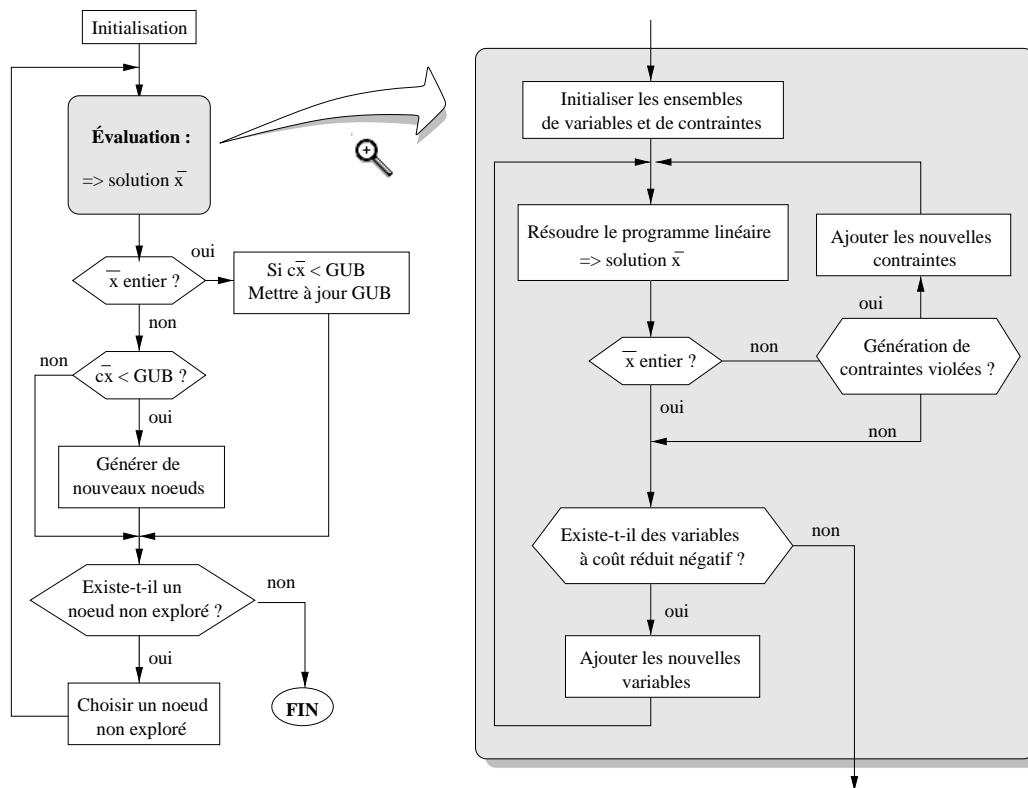 Initialisation
Évaluation :
=> solution x̅
oui
x̅ entier ?
Si cx̅ < GUB
Mettre à jour GUB
non
non
cx̅ < GUB ?
oui
Générer de
nouveaux noeuds
Existe-t-il un
noeud non exploré ?
non
oui
Choisir un noeud
non exploré
FIN
Initialiser les ensembles
de variables et de contraintes
Résoudre le programme linéaire
=> solution x̅
Ajouter les nouvelles
contraintes
oui
x̅ entier ?
non
Génération de
contraintes violées ?
oui
non
Existe-t-il des variables
à coût réduit négatif ?
non
oui
Ajouter les nouvelles
variables